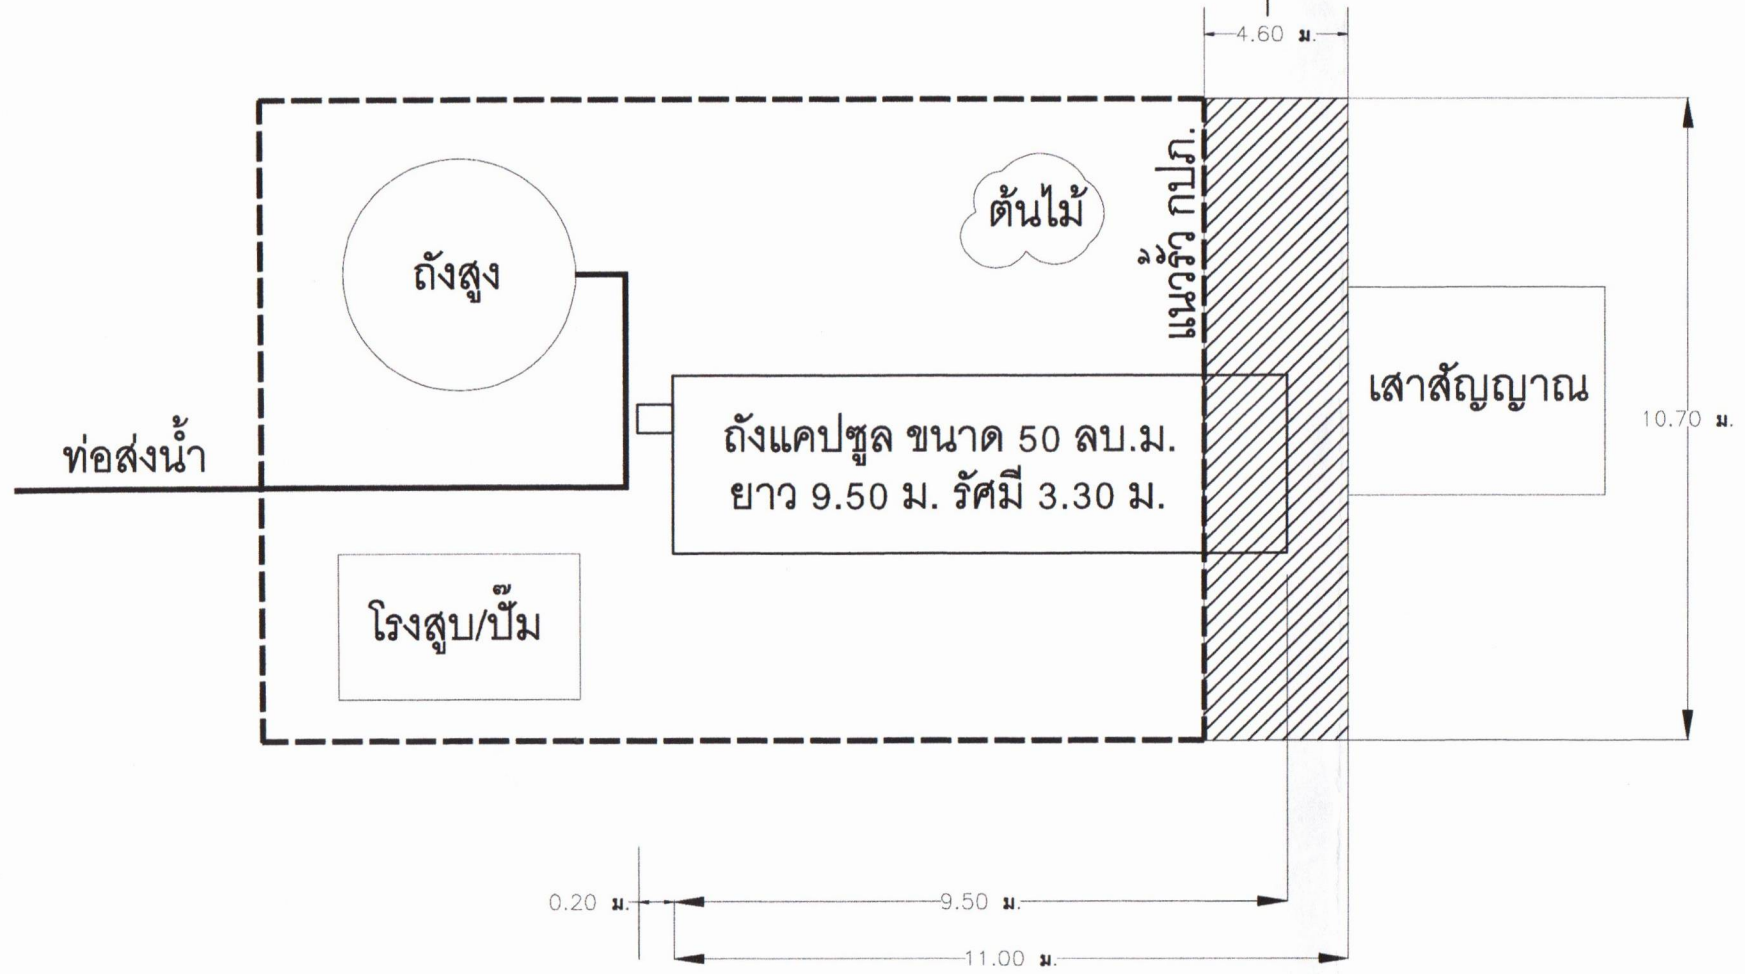 4.60 ม.
ต้นไม้
แนวรั้ว กปภ.
ถังสูง
เสาสัญญาณ
10.70 ม.
ถังแคปซูล ขนาด 50 ลบ.ม.
ยาว 9.50 ม. รัศมี 3.30 ม.
ท่อส่งน้ำ
โรงสูบ/ปั๊ม
0.20 ม.
9.50 ม.
11.00 ม.